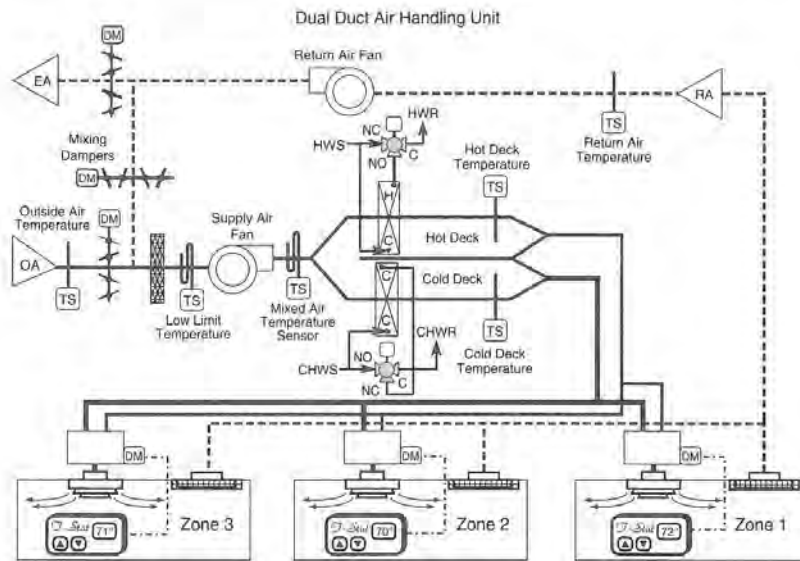 Dual Duct Air Handling Unit
DM
Return Air Fan
EA
RA
HWR
NC
TS
Mixing
Dampers
HWS
C
NO
Hot Deck
Temperature
Return Air
Temperature
DM
TS
Outside Air
Temperature
DM
Supply Air
Fan
H
C
Hot Deck
OA
C
C
Cold Deck
TS
TS
TS
TS
Low Limit
Temperature
Mixed Air
Temperature
Sensor
CHWR
Cold Deck
Temperature
NO
CHWS
C
NC
DM
DM
DM
T-Stat 71°
Zone 3
T-Stat 70°
Zone 2
T-Stat 72°
Zone 1